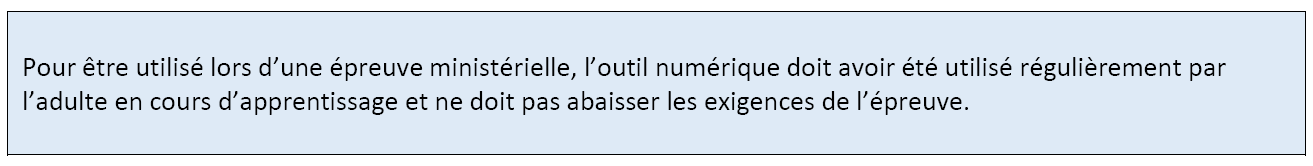 Pour être utilisé lors d’une épreuve ministérielle, l’outil numérique doit avoir été utilisé régulièrement par
l’adulte en cours d’apprentissage et ne doit pas abaisser les exigences de l’épreuve.